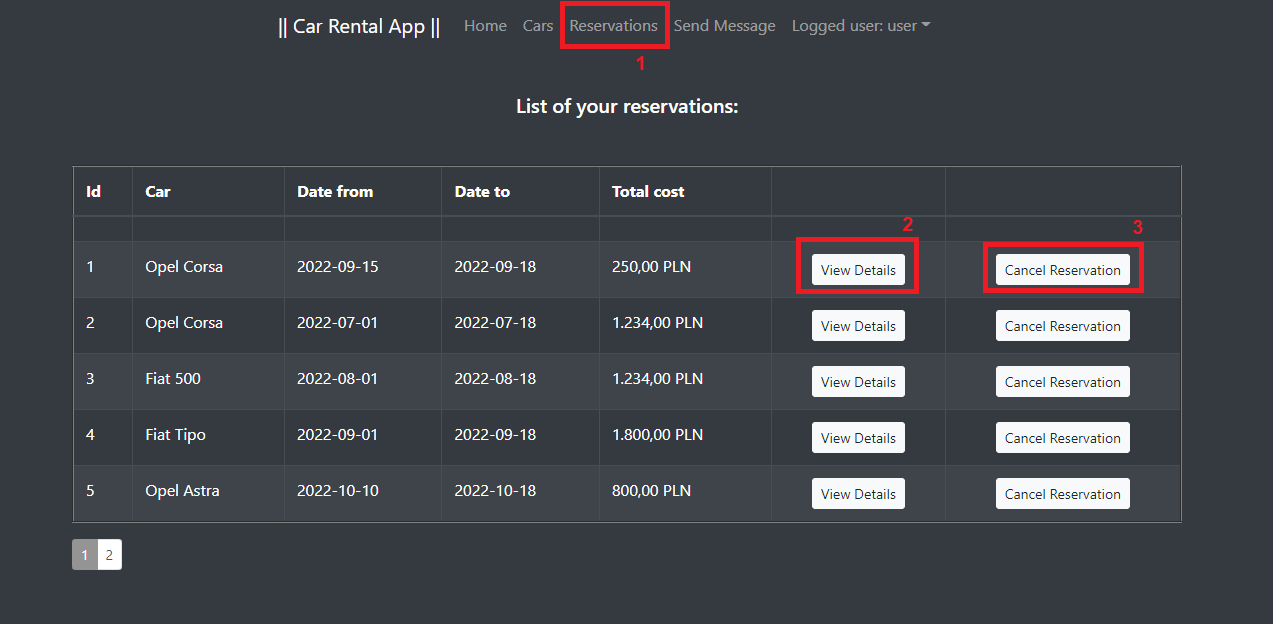 || Car Rental App || Home Cars Reservations Send Message Logged user: user
1
List of your reservations:
Id Car Date from Date to Total cost
2 3
1 Opel Corsa 2022-09-15 2022-09-18 250,00 PLN View Details Cancel Reservation
2 Opel Corsa 2022-07-01 2022-07-18 1.234,00 PLN View Details Cancel Reservation
3 Fiat 500 2022-08-01 2022-08-18 1.234,00 PLN View Details Cancel Reservation
4 Fiat Tipo 2022-09-01 2022-09-18 1.800,00 PLN View Details Cancel Reservation
5 Opel Astra 2022-10-10 2022-10-18 800,00 PLN View Details Cancel Reservation
1 2